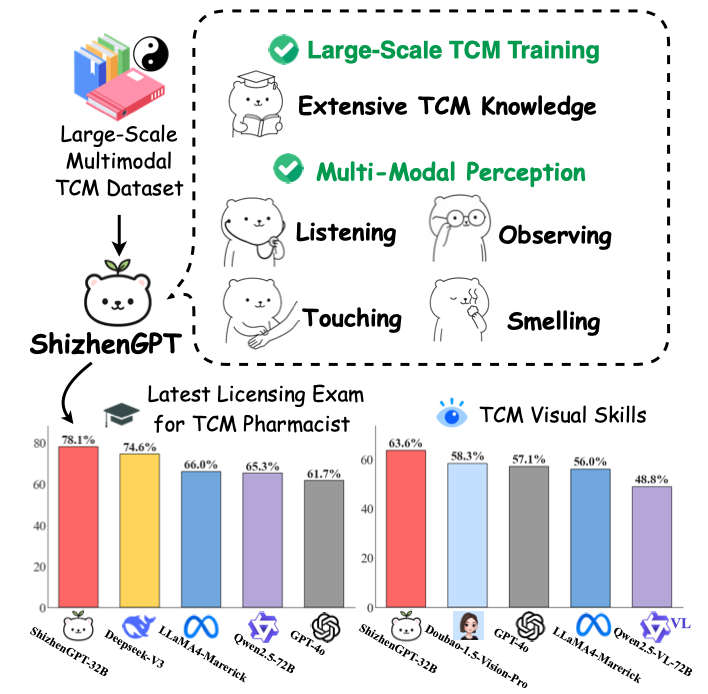 Large-Scale TCM Training
Extensive TCM Knowledge
Large-Scale
Multimodal
TCM Dataset
Multi-Modal Perception
Listening
Observing
Touching
Smelling
ShizhenGPT
Latest Licensing Exam
for TCM Pharmacist
80
60
40
20
0
78.1%
74.6%
66.0%
65.3%
61.7%
ShizhenGPT-32B
Deepseek-V3
LLaMA4-Marerick
Qwen2.5-72B
GPT-4o
TCM Visual Skills
60
40
20
0
63.6%
58.3%
57.1%
56.0%
48.8%
VL
ShizhenGPT-32B
Doubao-1.5-Vision-Pro
GPT-4o
LLaMA4-Marerick
Qwen2.5-VL-72B